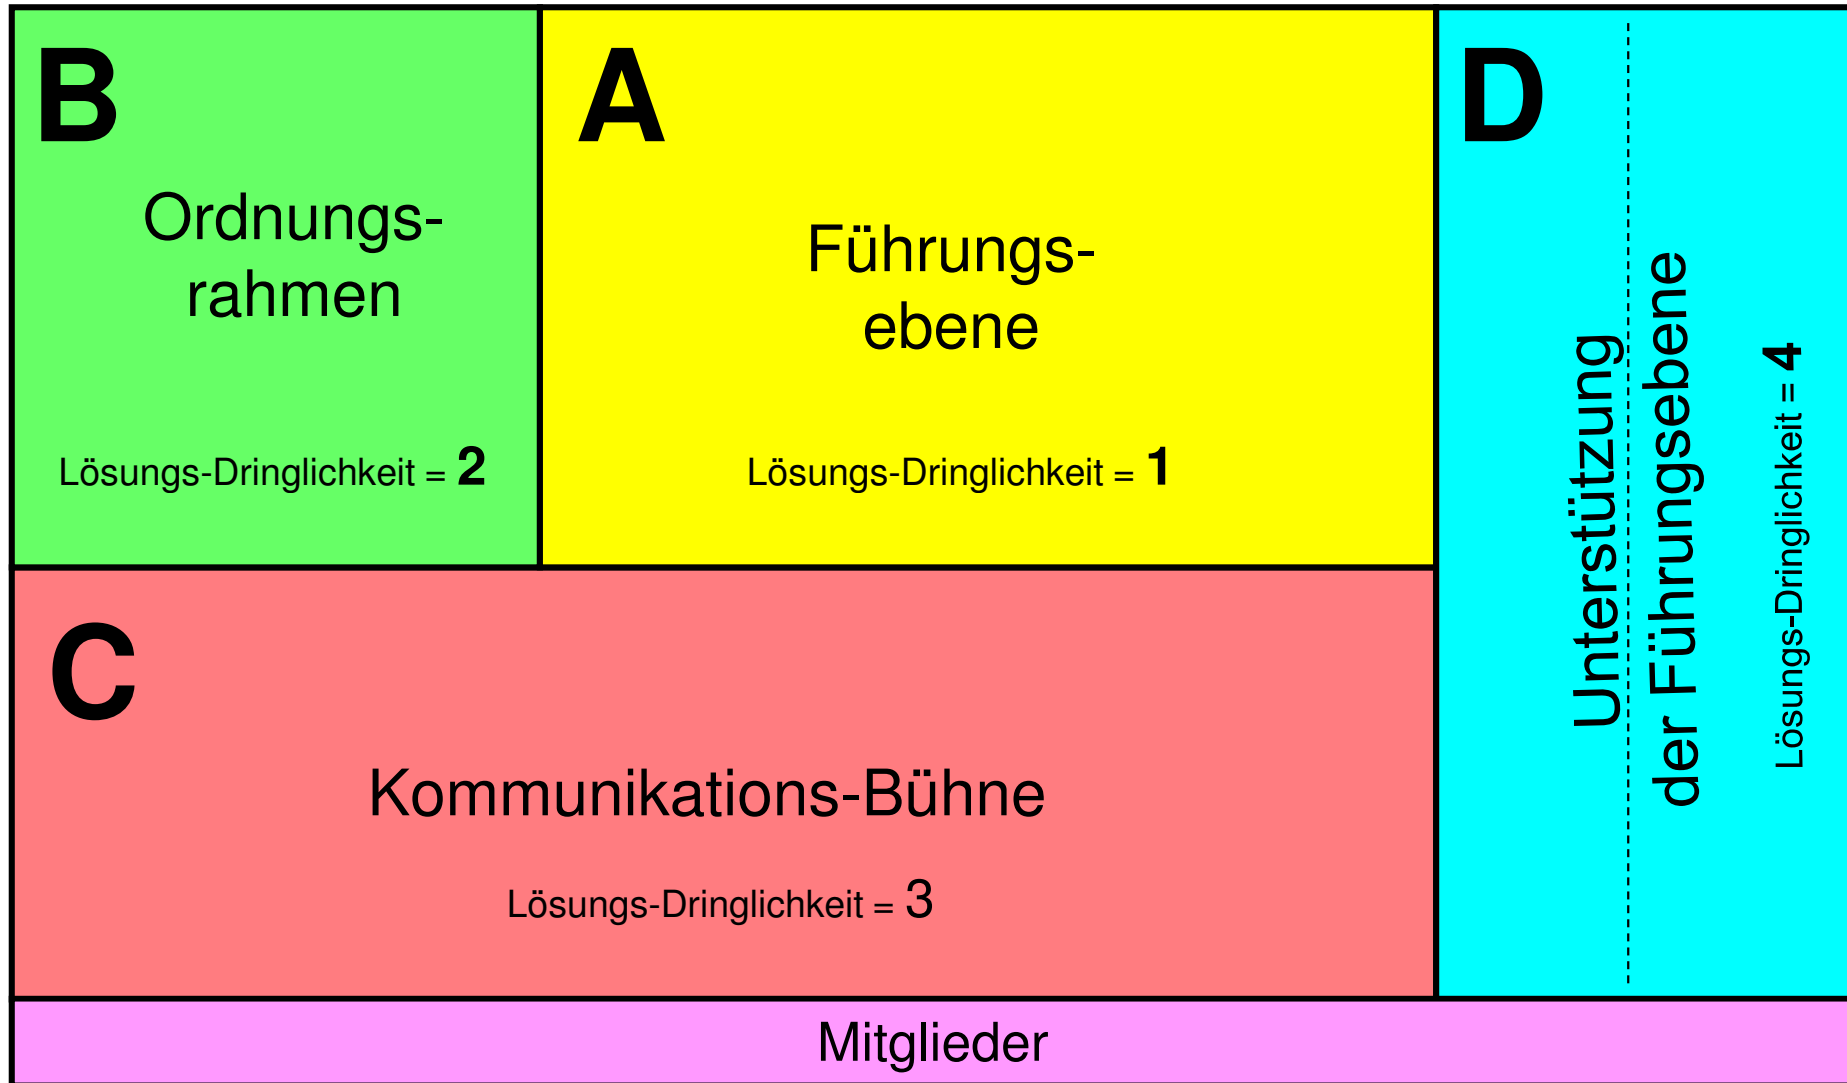 B
Ordnungs-
rahmen
Lösungs-Dringlichkeit = 2
A
Führungs-
ebene
Lösungs-Dringlichkeit = 1
D
Unterstützung
der Führungsebene
Lösungs-Dringlichkeit = 4
C
Kommunikations-Bühne
Lösungs-Dringlichkeit = 3
Mitglieder